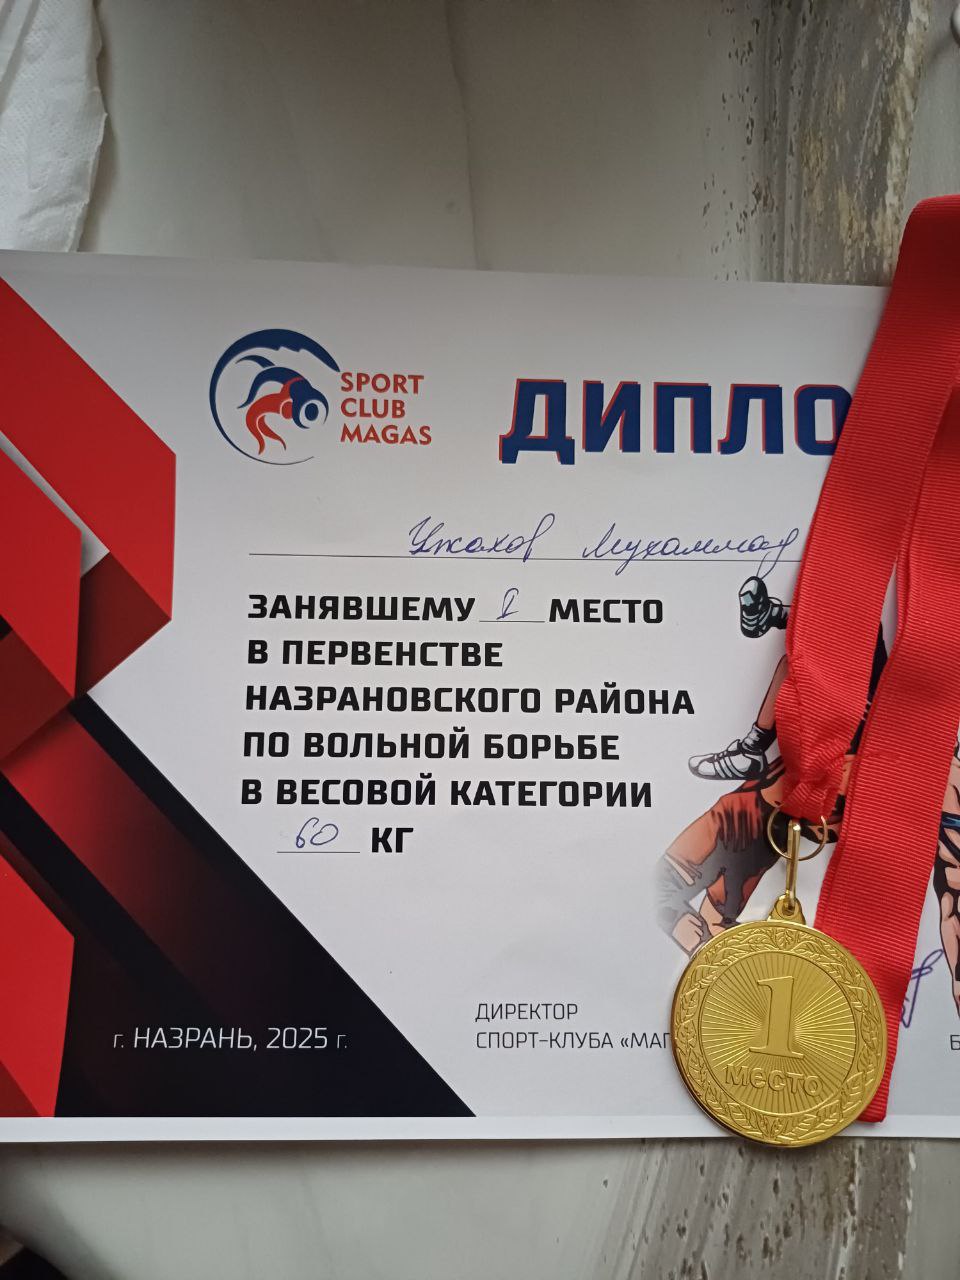 SPORT
CLUB
MAGAS
ДИПЛО
Ужахов Мухаммад
ЗАНЯВШЕМУ I МЕСТО
В ПЕРВЕНСТВЕ
НАЗРАНОВСКОГО РАЙОНА
ПО ВОЛЬНОЙ БОРЬБЕ
В ВЕСОВОЙ КАТЕГОРИИ
60 КГ
ДИРЕКТОР
СПОРТ-КЛУБА «МАГ
Б
г. НАЗРАНЬ, 2025 г.
1
МЕСТО